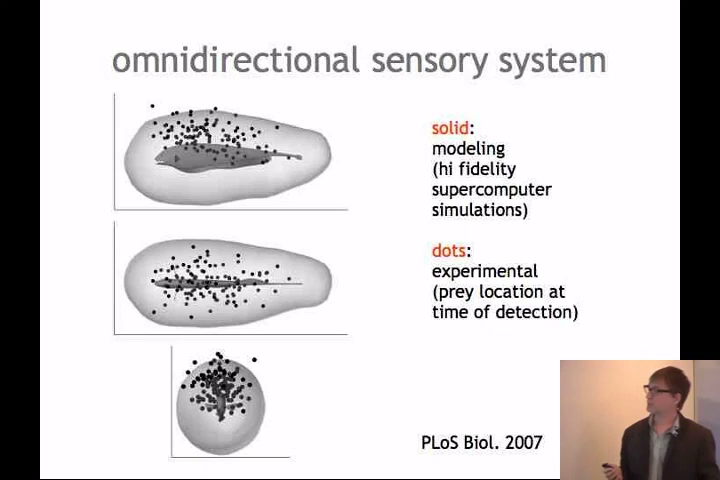 omnidirectional sensory system
solid:
modeling
(hi fidelity
supercomputer
simulations)
dots:
experimental
(prey location at
time of detection)
PLoS Biol. 2007